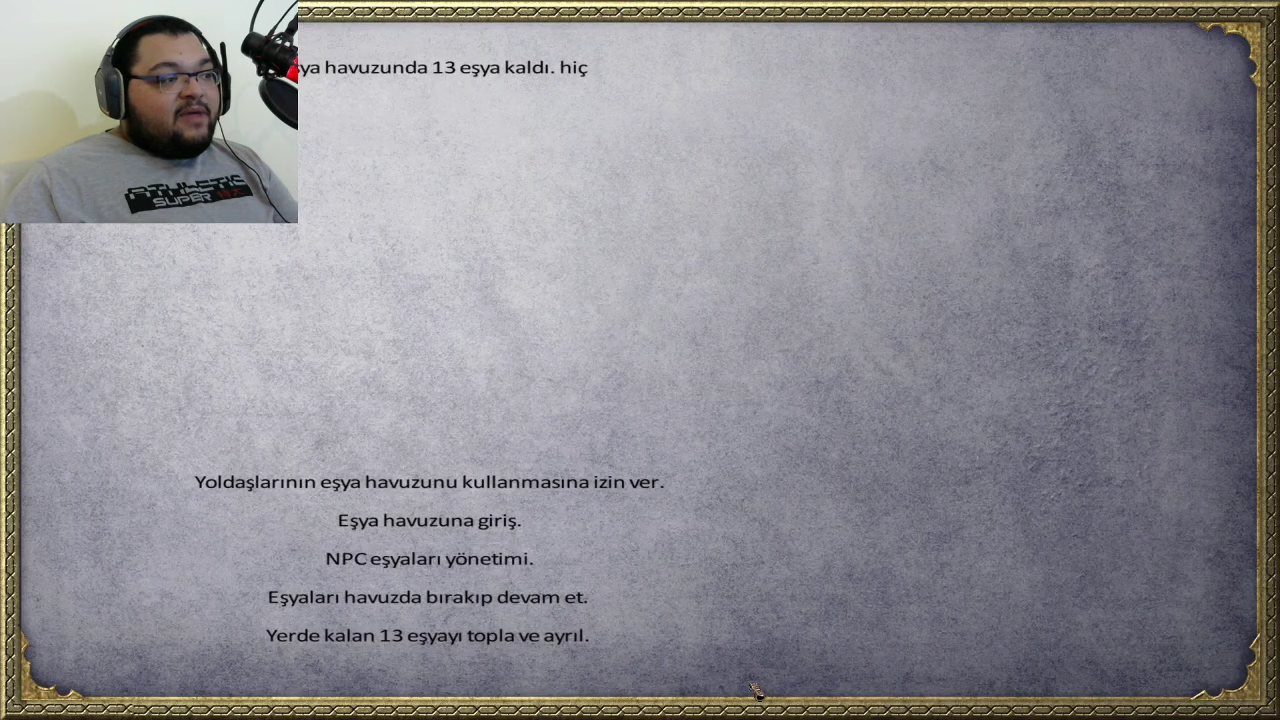 havuzunda 13 eşya kaldı. hiç
SUPER
Yoldaşlarının eşya havuzunu kullanmasına izin ver.
Eşya havuzuna giriş.
NPC eşyaları yönetimi.
Eşyaları havuzda bırakıp devam et.
Yerde kalan 13 eşyayı topla ve ayrıl.